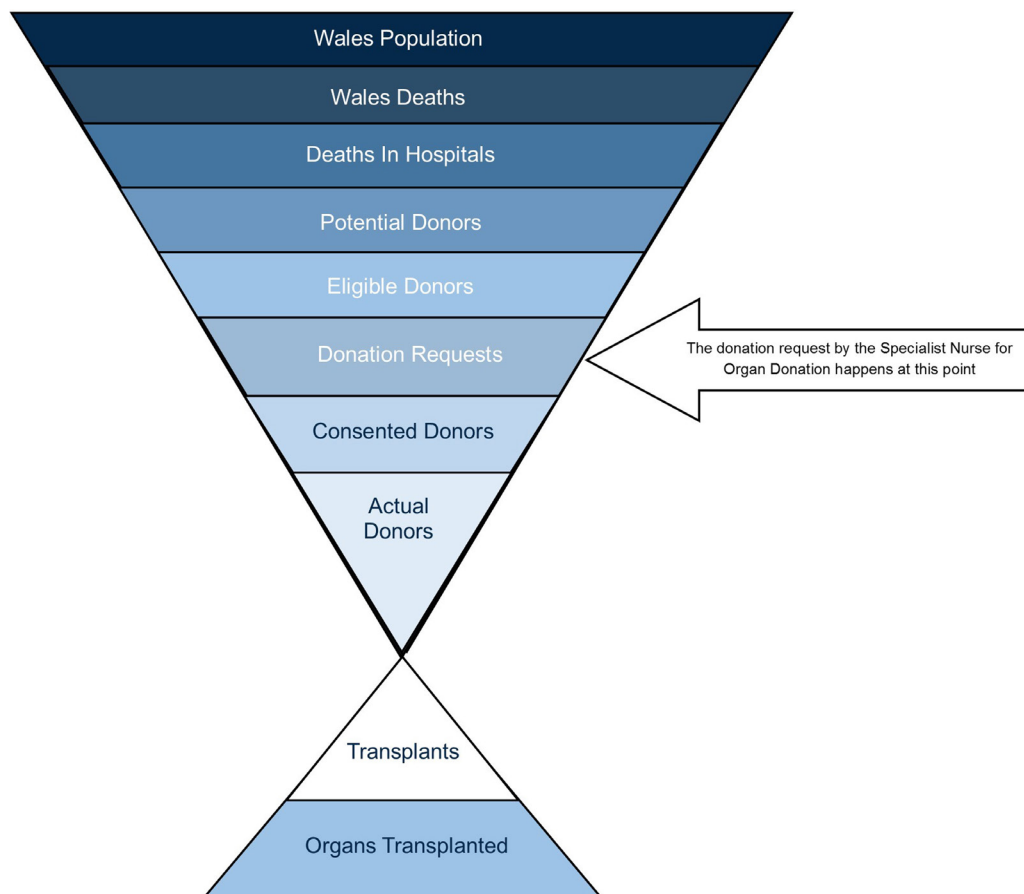 Wales Population
Wales Deaths
Deaths In Hospitals
Potential Donors
Eligible Donors
Donation Requests
The donation request by the Specialist Nurse for
Organ Donation happens at this point
Consented Donors
Actual
Donors
Transplants
Organs Transplanted